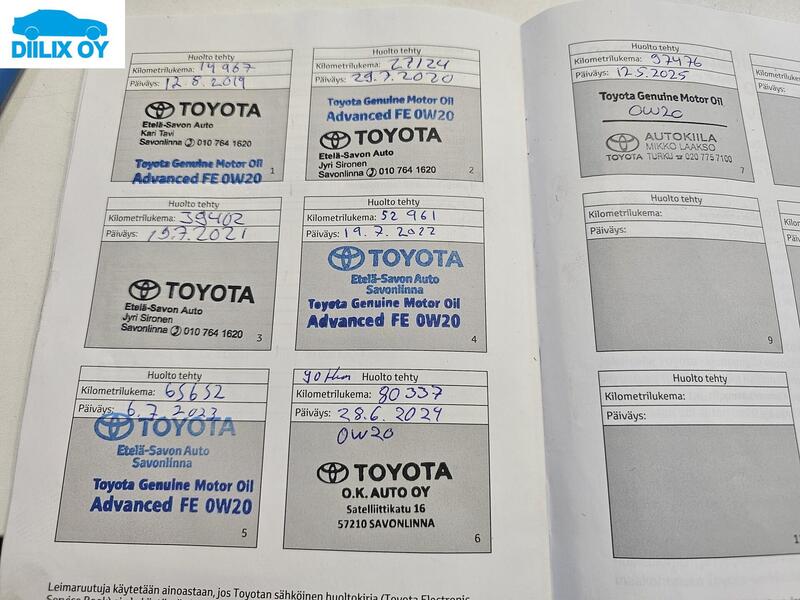 DIILIX OY
Huolto tehty
Kilometrilukema: 14967
Päiväys: 12.8.2019
TOYOTA
Etelä-Savon Auto
Kari Tavi
Savonlinna 010 764 1620
Toyota Genuine Motor Oil
Advanced FE 0W20
1
Huolto tehty
Kilometrilukema: 27124
Päiväys: 29.7.2020
Toyota Genuine Motor Oil
Advanced FE 0W20
TOYOTA
Etelä-Savon Auto
Jyri Sironen
Savonlinna 010 764 1620
2
Huolto tehty
Kilometrilukema: 39402
Päiväys: 15.7.2021
TOYOTA
Etelä-Savon Auto
Jyri Sironen
Savonlinna 010 764 1620
3
Huolto tehty
Kilometrilukema: 52 961
Päiväys: 19.7.2022
TOYOTA
Etelä-Savon Auto
Savonlinna
Toyota Genuine Motor Oil
Advanced FE 0W20
4
Huolto tehty
Kilometrilukema: 65652
Päiväys: 6.7.2023
TOYOTA
Etelä-Savon Auto
Savonlinna
Toyota Genuine Motor Oil
Advanced FE 0W20
5
Huolto tehty
Kilometrilukema: 80337
Päiväys: 28.6.2024
0W20
TOYOTA
O.K. AUTO OY
Satelliittikatu 16
57210 SAVONLINNA
6
Huolto tehty
Kilometrilukema: 97476
Päiväys: 12.5.2025
Toyota Genuine Motor Oil
0W20
AUTOKIILA
MIKKO LAAKSO
TOYOTA TURKU ☎ 020 775 7100
7
Huolto tehty
Kilometrilukema:
Päiväys:
9
Huolto tehty
Kilometrilukema:
Päiväys:
Leimaruutuja käytetään ainoastaan, jos Toyotan sähköinen huoltokirja (Toyota Electronic